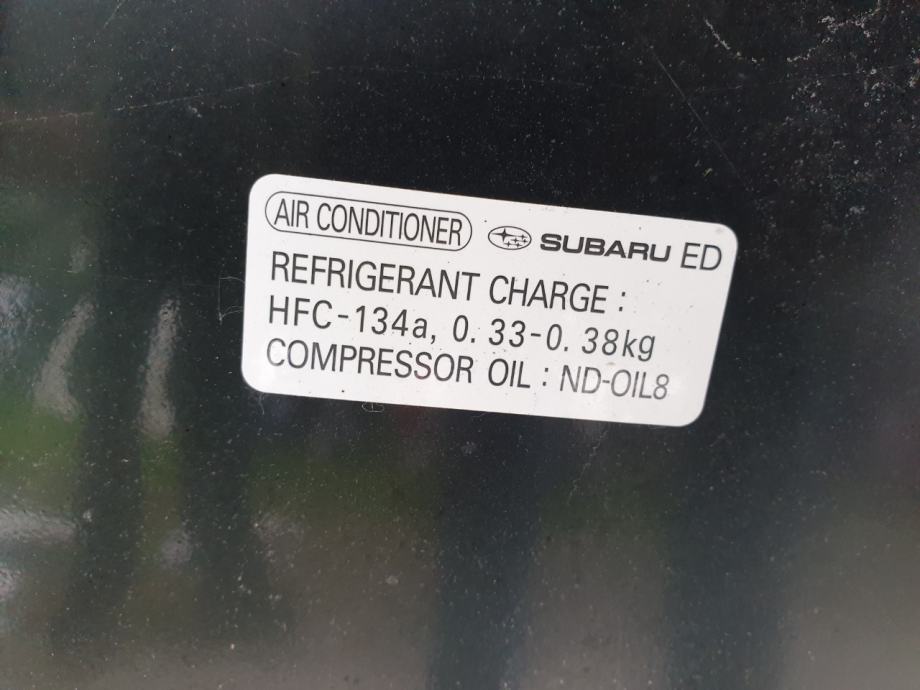 AIR CONDITIONER SUBARU ED
REFRIGERANT CHARGE :
HFC-134a, 0. 33-0. 38kg
COMPRESSOR OIL : ND-OIL8